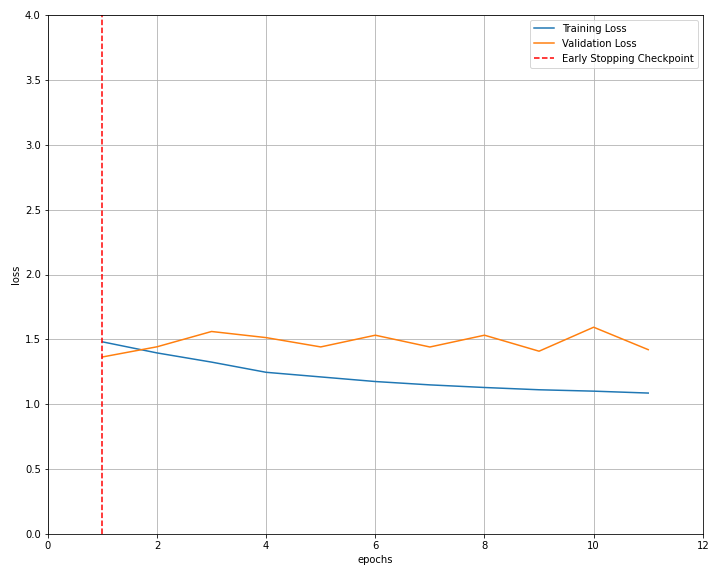 4.0
3.5
3.0
2.5
2.0
1.5
1.0
0.5
0.0
loss
0 2 4 6 8 10 12
epochs
Training Loss
Validation Loss
Early Stopping Checkpoint